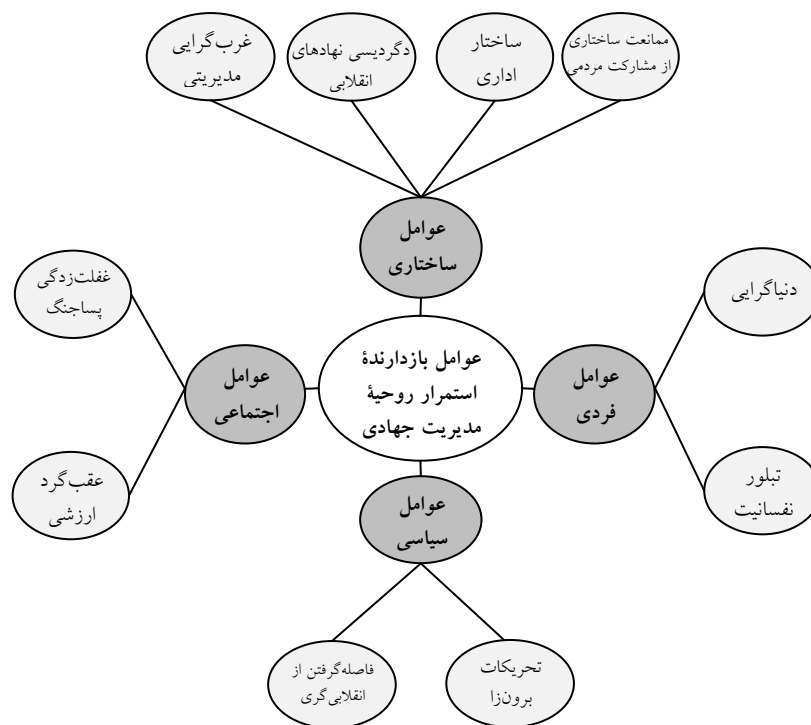 ممانعت ساختاری
از مشارکت مردمی
ساختار
اداری
دگردیسی نهادهای
انقلابی
غرب‌گرایی
مدیریتی
عوامل
ساختاری
دنیاگرایی
تبلور
نفسانیت
عوامل
فردی
عوامل بازدارندهٔ
استمرار روحیهٔ
مدیریت جهادی
عوامل
اجتماعی
غفلت‌زدگی
پساجنگ
عقب‌گرد
ارزشی
عوامل
سیاسی
تحریکات
برون‌زا
فاصله‌گرفتن از
انقلابی‌گری